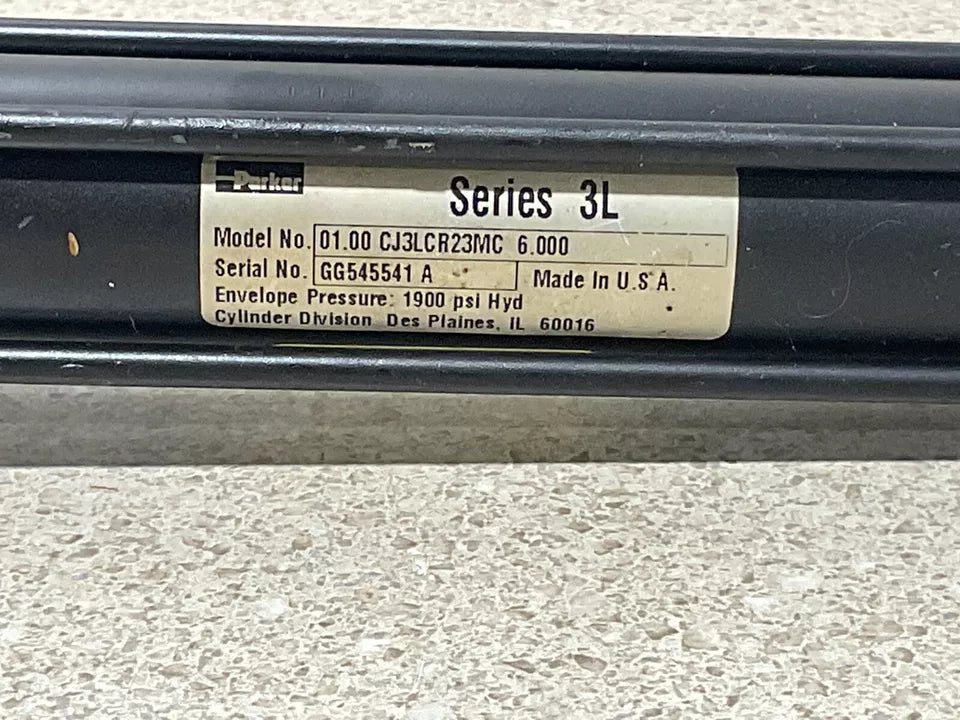 Parker
Series 3L
Model No. 01.00 CJ3LCR23MC 6.000
Serial No. GG545541 A Made In U.S.A.
Envelope Pressure: 1900 psi Hyd
Cylinder Division Des Plaines, IL 60016